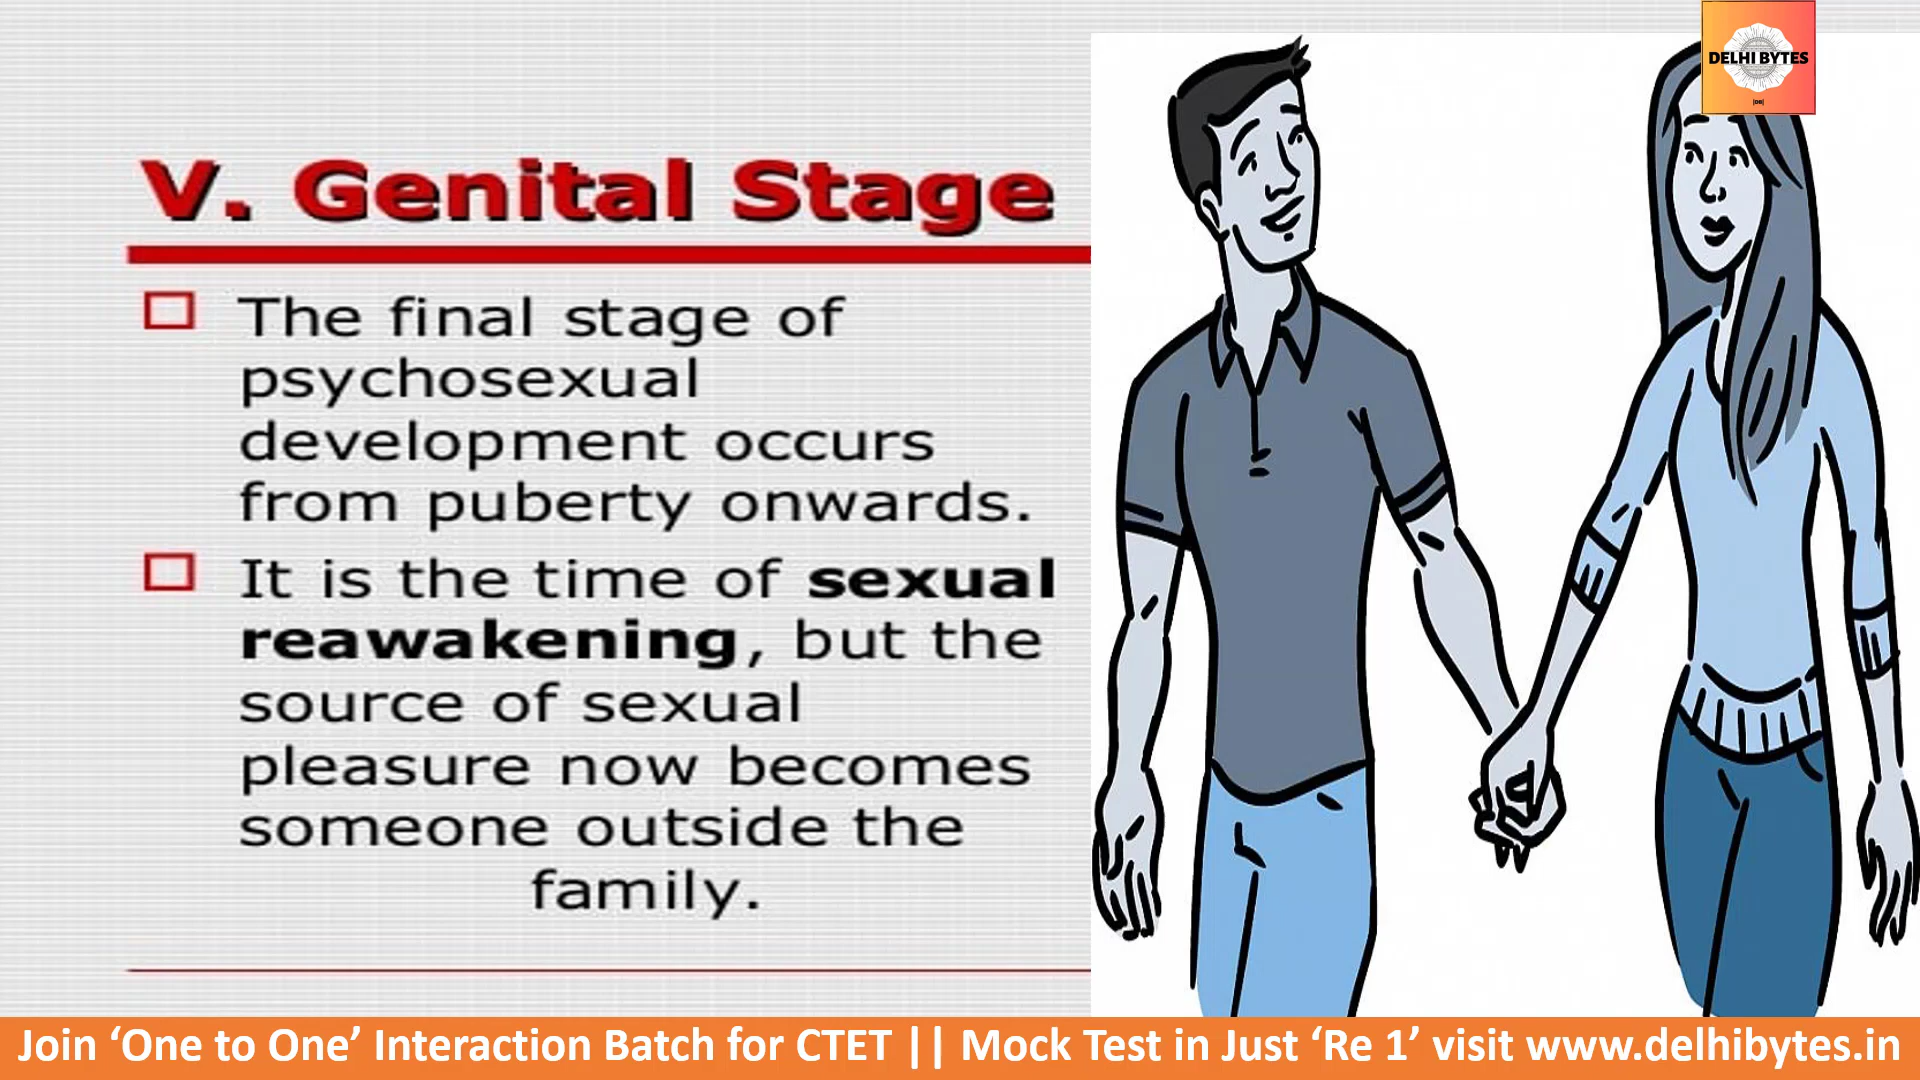 DELHI BYTES
|DB|
V. Genital Stage
The final stage of
psychosexual
development occurs
from puberty onwards.
It is the time of sexual
reawakening, but the
source of sexual
pleasure now becomes
someone outside the
family.
Join ‘One to One’ Interaction Batch for CTET || Mock Test in Just ‘Re 1’ visit www.delhibytes.in